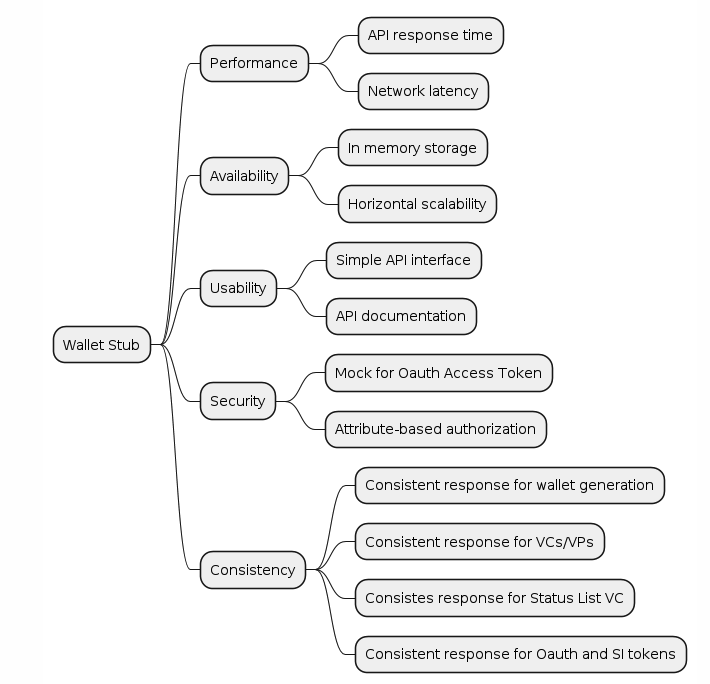 API response time
Performance
Network latency
In memory storage
Availability
Horizontal scalability
Simple API interface
Usability
API documentation
Wallet Stub
Mock for Oauth Access Token
Security
Attribute-based authorization
Consistent response for wallet generation
Consistent response for VCs/VPs
Consistency
Consistes response for Status List VC
Consistent response for Oauth and SI tokens